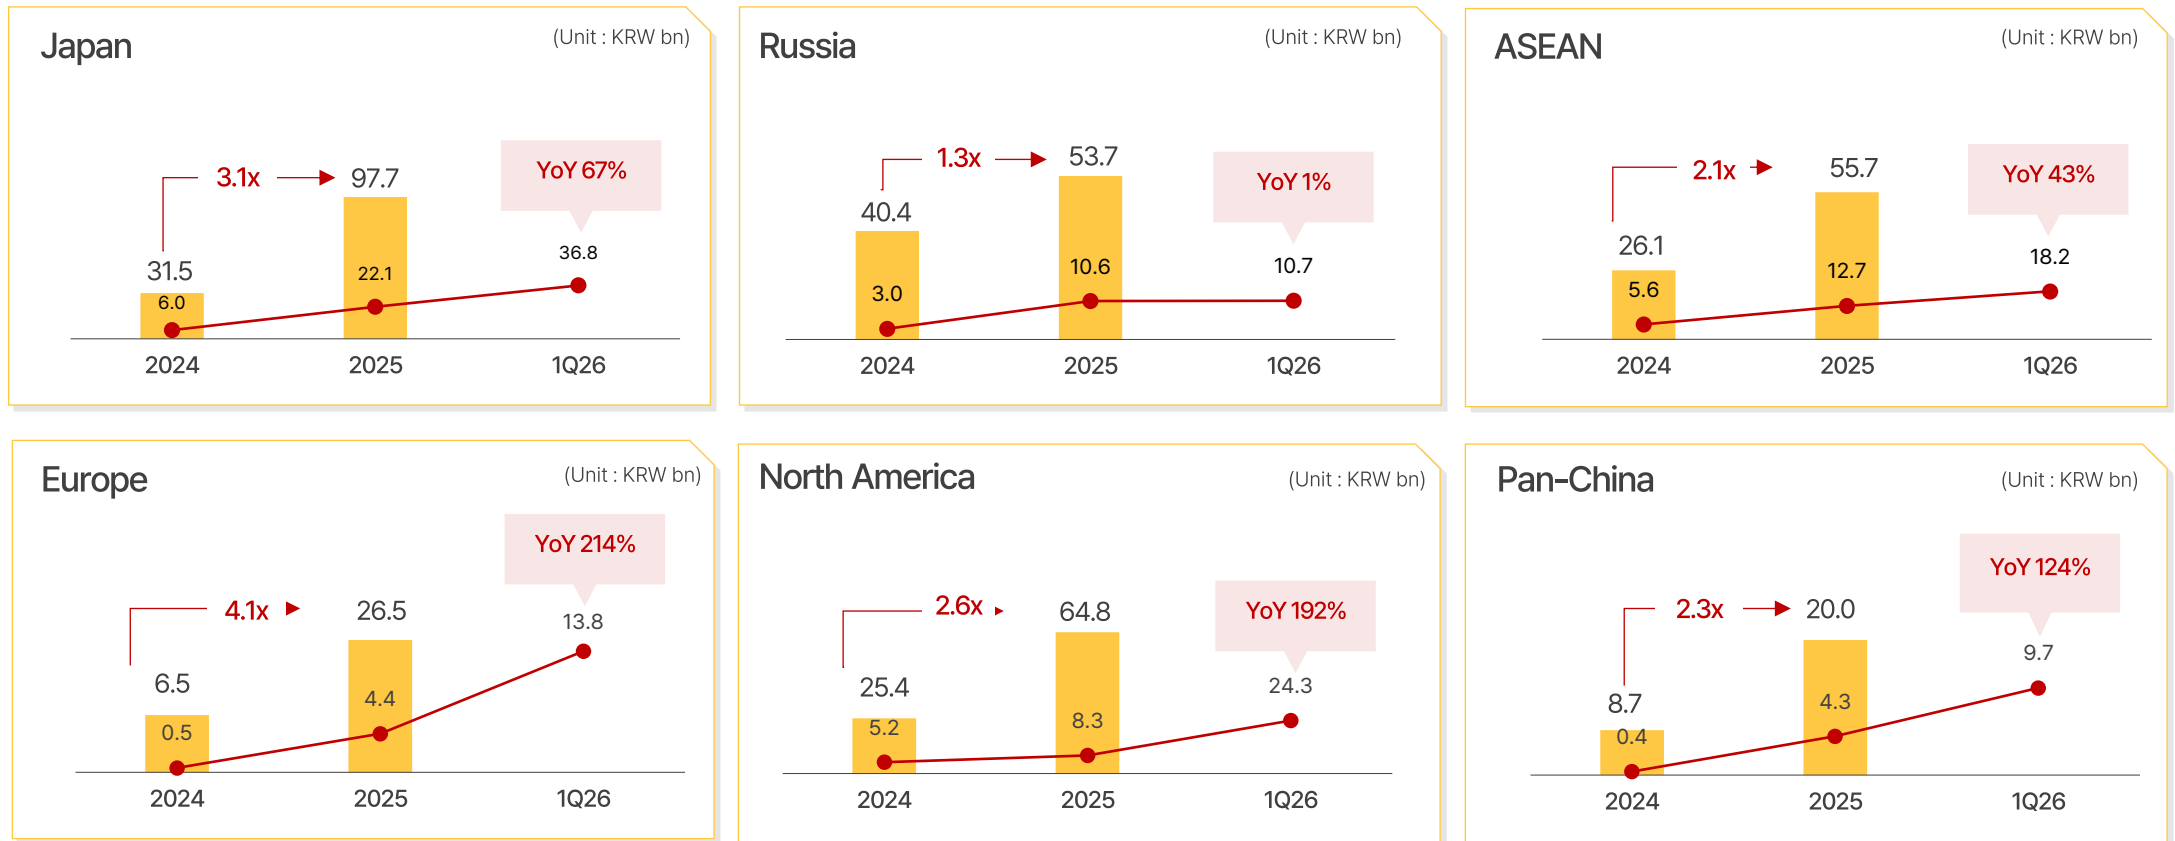 Japan
(Unit : KRW bn)
YoY 67%
3.1x
97.7
36.8
31.5
22.1
6.0
2024
2025
1Q26
Russia
(Unit : KRW bn)
1.3x
53.7
YoY 1%
40.4
10.6
10.7
3.0
2024
2025
1Q26
ASEAN
(Unit : KRW bn)
2.1x
55.7
YoY 43%
26.1
18.2
12.7
5.6
2024
2025
1Q26
Europe
(Unit : KRW bn)
YoY 214%
4.1x
26.5
13.8
6.5
4.4
0.5
2024
2025
1Q26
North America
(Unit : KRW bn)
2.6x
64.8
YoY 192%
25.4
24.3
8.3
5.2
2024
2025
1Q26
Pan-China
(Unit : KRW bn)
YoY 124%
2.3x
20.0
9.7
8.7
4.3
0.4
2024
2025
1Q26